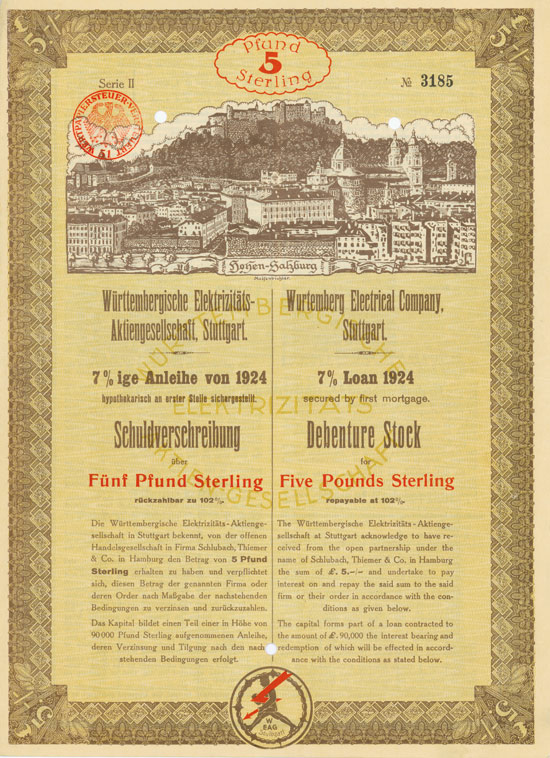 Pfund
5
Sterling
Serie II
№ 3185
WERTPAPIERSTEUER
51
Hohen-Salzburg
Württembergische Elektrizitäts-
Aktiengesellschaft, Stuttgart.
7% ige Anleihe von 1924
hypothekarisch an erster Stelle sichergestellt.
Schuldverschreibung
über
Fünf Pfund Sterling
rückzahlbar zu 102%.
Die Württembergische Elektrizitäts-Aktienge-
sellschaft in Stuttgart bekennt, von der offenen
Handelsgesellschaft in Firma Schlubach, Thiemer
& Co. in Hamburg den Betrag von 5 Pfund
Sterling erhalten zu haben und verpflichtet
sich, diesen Betrag der genannten Firma oder
deren Order nach Maßgabe der nachstehenden
Bedingungen zu verzinsen und zurückzuzahlen.
Das Kapital bildet einen Teil einer in Höhe von
90000 Pfund Sterling aufgenommenen Anleihe,
deren Verzinsung und Tilgung nach den nach-
stehenden Bedingungen erfolgt.
Wurtemberg Electrical Company,
Stuttgart.
7% Loan 1924
secured by first mortgage.
Debenture Stock
for
Five Pounds Sterling
repayable at 102%.
The Württembergische Elektrizitäts-Aktienge-
sellschaft at Stuttgart acknowledge to have re-
ceived from the open partnership under the
name of Schlubach, Thiemer & Co. in Hamburg
the sum of £. 5.-/- and undertake to pay
interest on and repay the said sum to the said
firm or their order in accordance with the con-
ditions as given below.
The capital forms part of a loan contracted to
the amount of £. 90,000 the interest bearing and
redemption of which will be effected in accord-
ance with the conditions as stated below.
WÜRTTEMBERGISCHE
ELEKTRIZITÄTS
AKTIENGESELLSCHAFT
W
EAG
Stuttgart
5/-
5/-
5/-
5/-